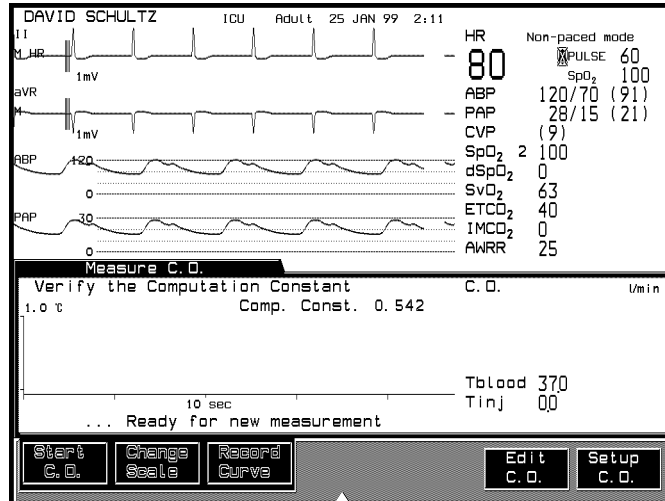 DAVID SCHULTZ ICU Adult 25 JAN 99 2:11
II
M HR
1mV
aVR
M
1mV
ABP 120
0
PAP 30
0
HR Non-paced mode
80 PULSE 60
SpO₂ 100
ABP 120/70 (91)
PAP 28/15 (21)
CVP (9)
SpO₂ 2 100
dSpO₂ 0
SvO₂ 63
ETCO₂ 40
IMCO₂ 0
AWRR 25
Measure C.O.
Verify the Computation Constant
1.0 °C Comp. Const. 0.542
10 sec
... Ready for new measurement
C.O. l/min
Tblood 37.0
Tinj 0.0
Start C.O.
Change Scale
Record Curve
Edit C.O.
Setup C.O.